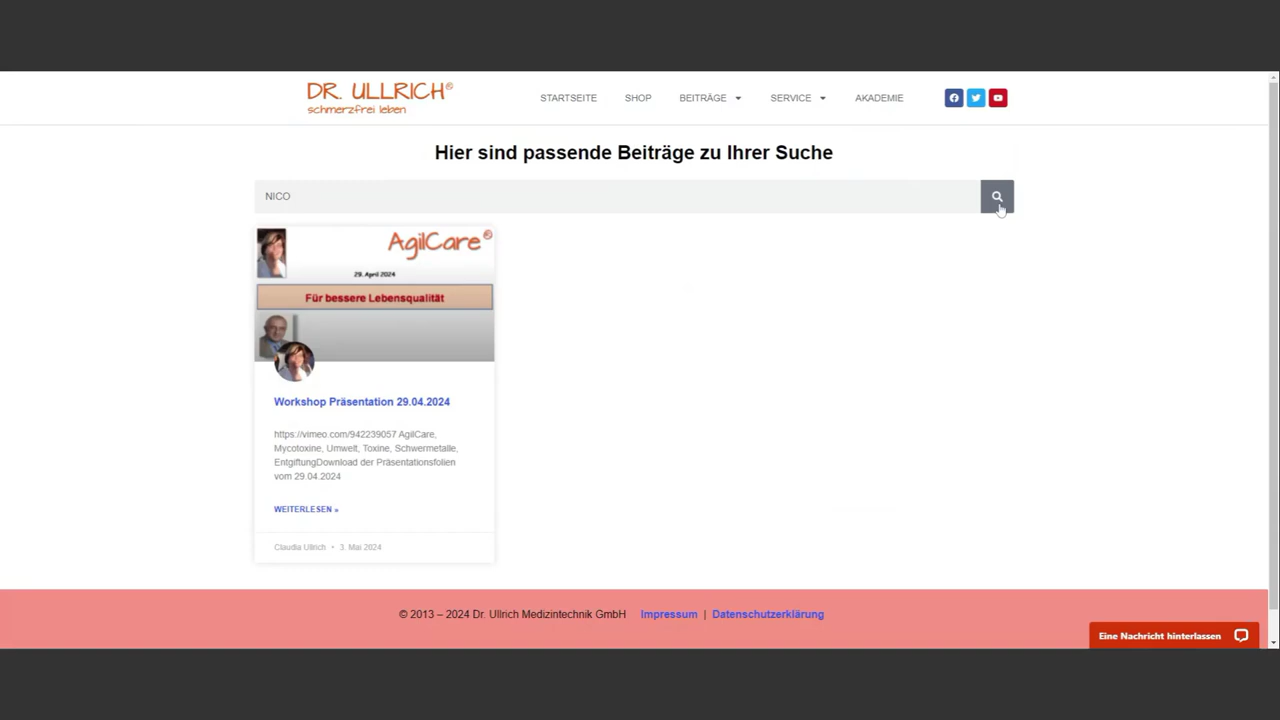 DR. ULLRICH®
schmerzfrei leben
STARTSEITE SHOP BEITRÄGE SERVICE AKADEMIE
Hier sind passende Beiträge zu Ihrer Suche
NICO
AgilCare®
29. April 2024
Für bessere Lebensqualität
Workshop Präsentation 29.04.2024
https://vimeo.com/942239057 AgilCare,
Mycotoxine, Umwelt, Toxine, Schwermetalle,
EntgiftungDownload der Präsentationsfolien
vom 29.04.2024
WEITERLESEN »
Claudia Ullrich • 3. Mai 2024
© 2013 – 2024 Dr. Ullrich Medizintechnik GmbH Impressum | Datenschutzerklärung
Eine Nachricht hinterlassen